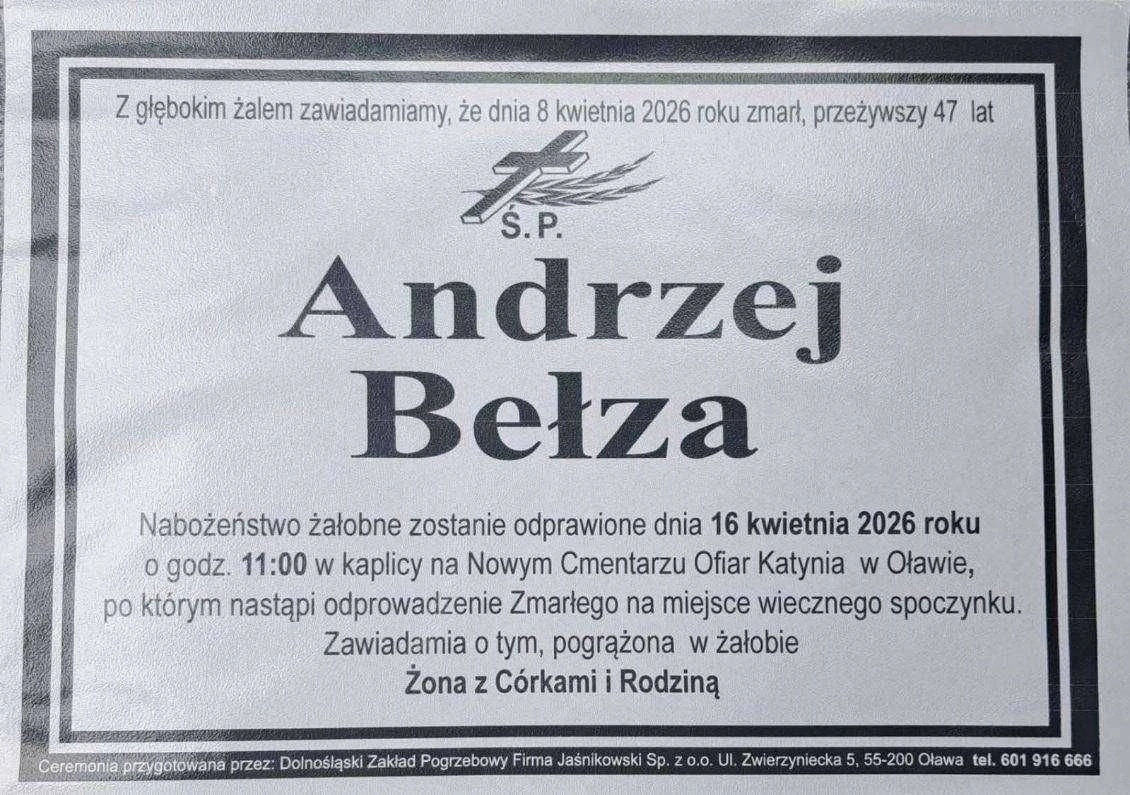 Z głębokim żalem zawiadamiamy, że dnia 8 kwietnia 2026 roku zmarł, przeżywszy 47 lat
Ś. P.
Andrzej
Bełza
Nabożeństwo żałobne zostanie odprawione dnia 16 kwietnia 2026 roku
o godz. 11:00 w kaplicy na Nowym Cmentarzu Ofiar Katynia w Oławie,
po którym nastąpi odprowadzenie Zmarłego na miejsce wiecznego spoczynku.
Zawiadamia o tym, pogrążona w żałobie
Żona z Córkami i Rodziną
Ceremonia przygotowana przez: Dolnośląski Zakład Pogrzebowy Firma Jaśnikowski Sp. z o.o. Ul. Zwierzyniecka 5, 55-200 Oława tel. 601 916 666